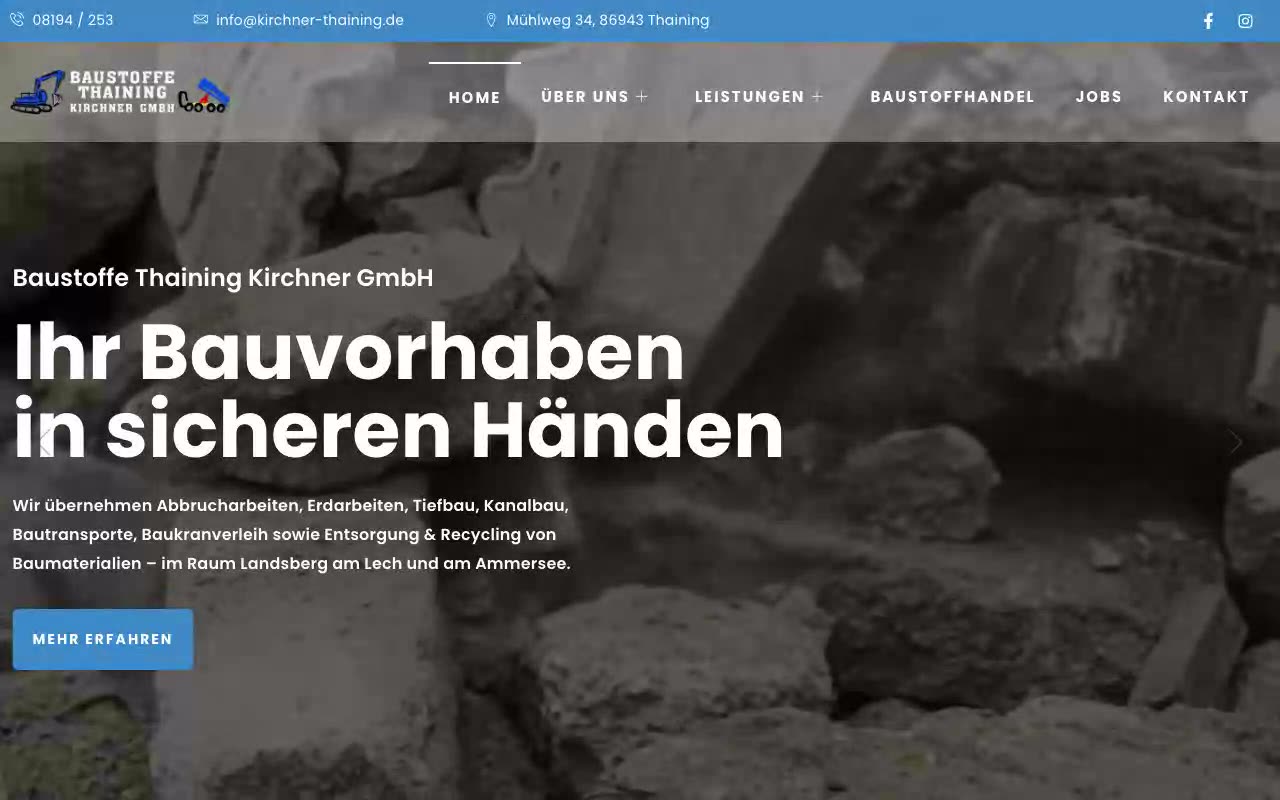 08194 / 253
info@kirchner-thaining.de
Mühlweg 34, 86943 Thaining
BAUSTOFFE
THAINING
KIRCHNER GMBH
HOME
ÜBER UNS
LEISTUNGEN
BAUSTOFFHANDEL
JOBS
KONTAKT
Baustoffe Thaining Kirchner GmbH
Ihr Bauvorhaben
in sicheren Händen
Wir übernehmen Abbrucharbeiten, Erdarbeiten, Tiefbau, Kanalbau,
Bautransporte, Baukranverleih sowie Entsorgung & Recycling von
Baumaterialien – im Raum Landsberg am Lech und am Ammersee.
MEHR ERFAHREN